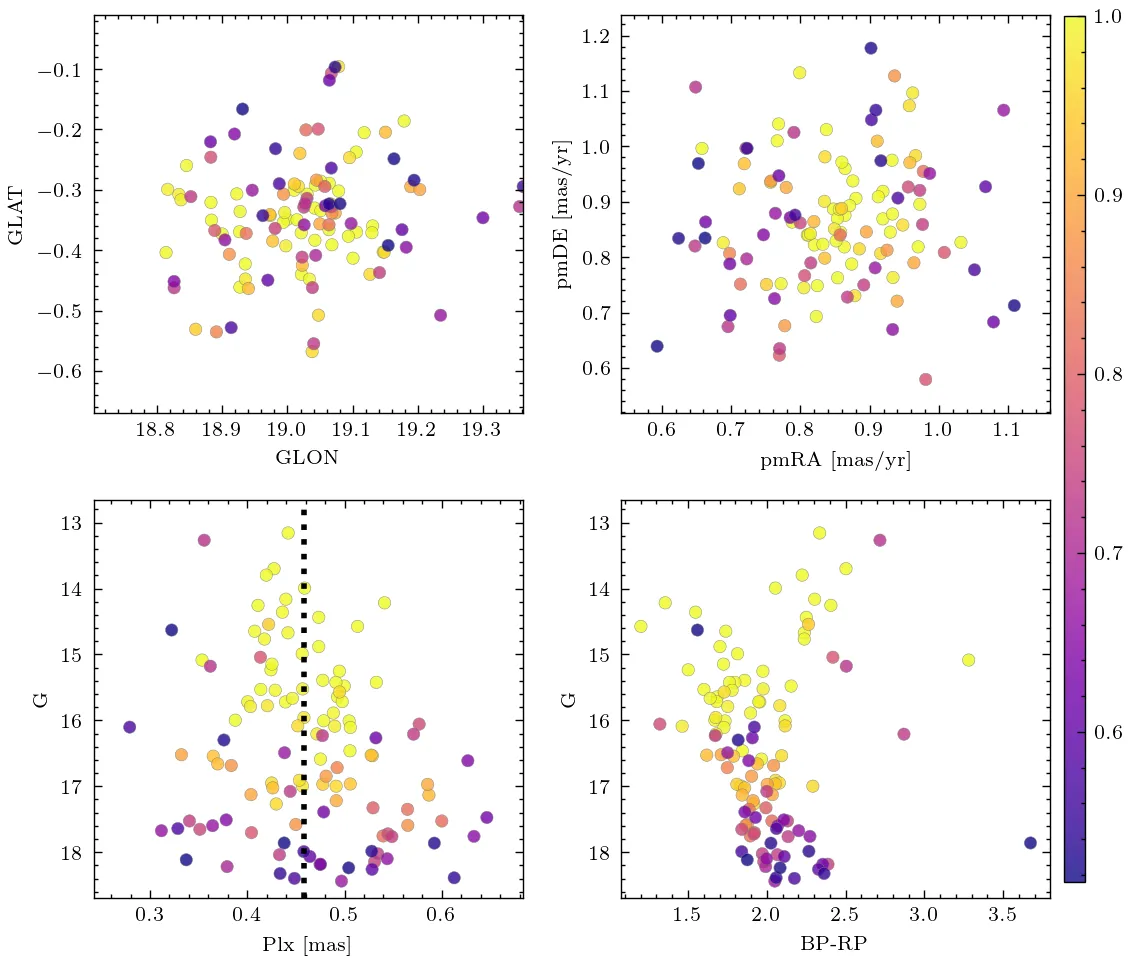 −0.1
−0.2
−0.3
−0.4
−0.5
−0.6
GLAT
18.8 18.9 19.0 19.1 19.2 19.3
GLON
1.2
1.1
1.0
0.9
0.8
0.7
0.6
pmDE [mas/yr]
0.6 0.7 0.8 0.9 1.0 1.1
pmRA [mas/yr]
1.0
0.9
0.8
0.7
0.6
13
14
15
16
17
18
G
0.3 0.4 0.5 0.6
Plx [mas]
13
14
15
16
17
18
G
1.5 2.0 2.5 3.0 3.5
BP-RP